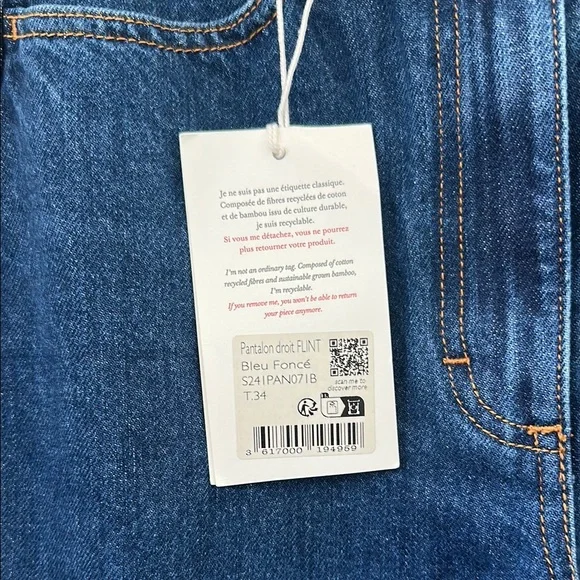 Je ne suis pas une étiquette classique.
Composée de fibres recyclées de coton
et de bambou issu de culture durable,
je suis recyclable.
Si vous me détachez, vous ne pourrez
plus retourner votre produit.
I'm not an ordinary tag. Composed of cotton
recycled fibres and sustainable grown bamboo,
I'm recyclable.
If you remove me, you won't be able to return
your piece anymore.
Pantalon droit FLINT
Bleu Foncé
S241PAN071B
T.34
scan me to
discover more
3 617000 194959